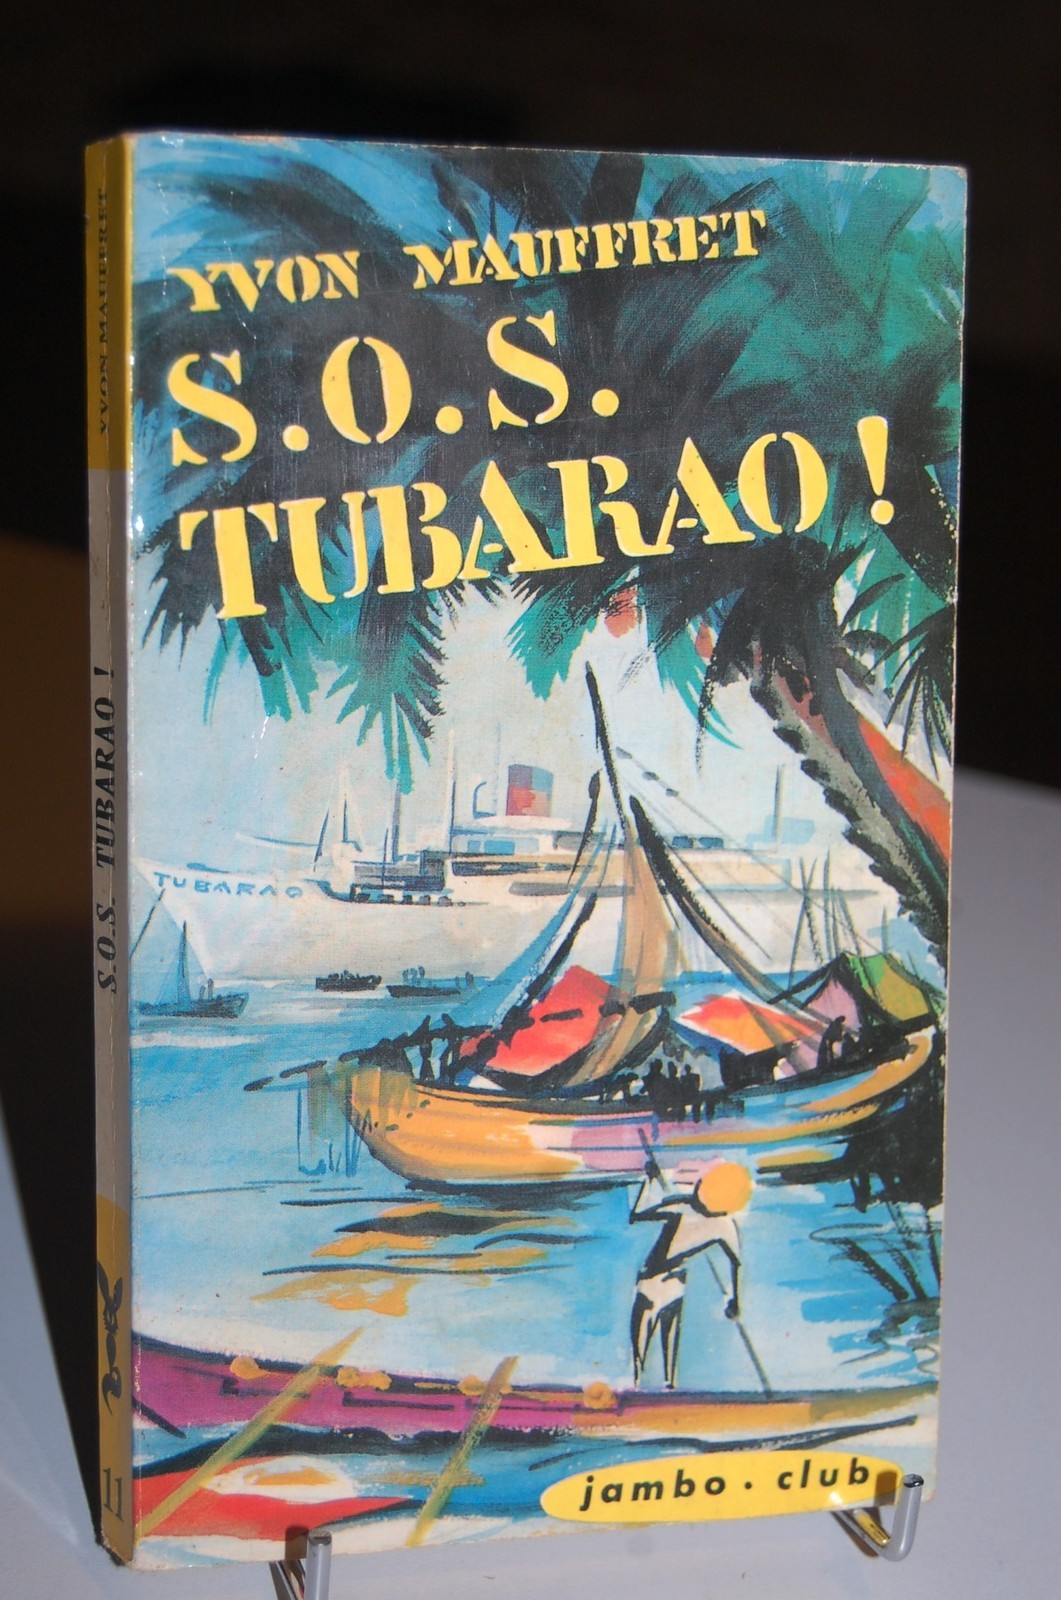 YVON MAUFFRET
S.O.S.
TUBARAO !
TUBARAO
jambo . club
YVON MAUFFRET
S.O.S. TUBARAO !
11